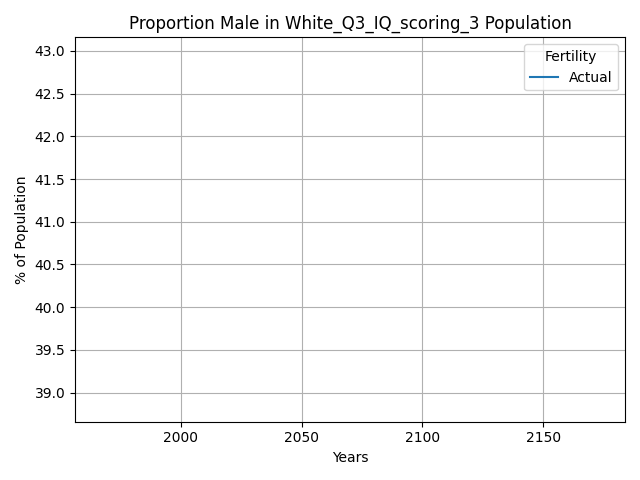 Proportion Male in White_Q3_IQ_scoring_3 Population
Fertility
Actual
43.0
42.5
42.0
41.5
41.0
40.5
40.0
39.5
39.0
% of Population
2000 2050 2100 2150
Years